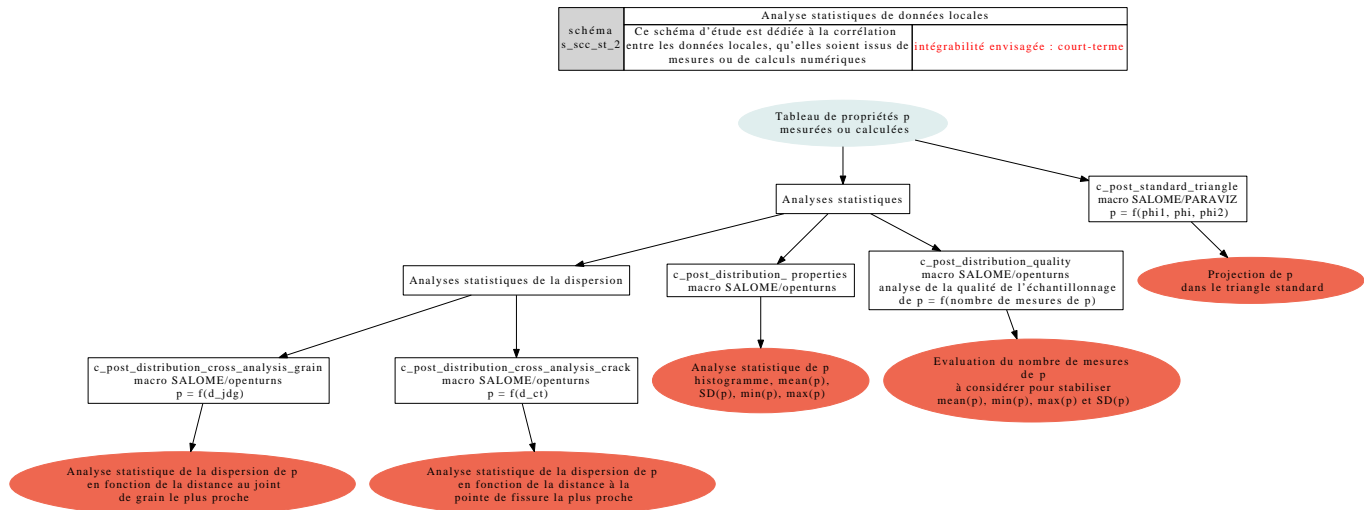 Analyse statistiques de données locales
schéma
s_scc_st_2
Ce schéma d'étude est dédiée à la corrélation
entre les données locales, qu'elles soient issus de
mesures ou de calculs numériques
intégrabilité envisagée : court-terme
Tableau de propriétés p
mesurées ou calculées
Analyses statistiques
c_post_standard_triangle
macro SALOME/PARAVIZ
p = f(phi1, phi, phi2)
Analyses statistiques de la dispersion
c_post_distribution_ properties
macro SALOME/openturns
c_post_distribution_quality
macro SALOME/openturns
analyse de la qualité de l'échantillonnage
de p = f(nombre de mesures de p)
Projection de p
dans le triangle standard
c_post_distribution_cross_analysis_grain
macro SALOME/openturns
p = f(d_jdg)
c_post_distribution_cross_analysis_crack
macro SALOME/openturns
p = f(d_ct)
Analyse statistique de p
histogramme, mean(p),
SD(p), min(p), max(p)
Evaluation du nombre de mesures
de p
à considérer pour stabiliser
mean(p), min(p), max(p) et SD(p)
Analyse statistique de la dispersion de p
en fonction de la distance au joint
de grain le plus proche
Analyse statistique de la dispersion de p
en fonction de la distance à la
pointe de fissure la plus proche